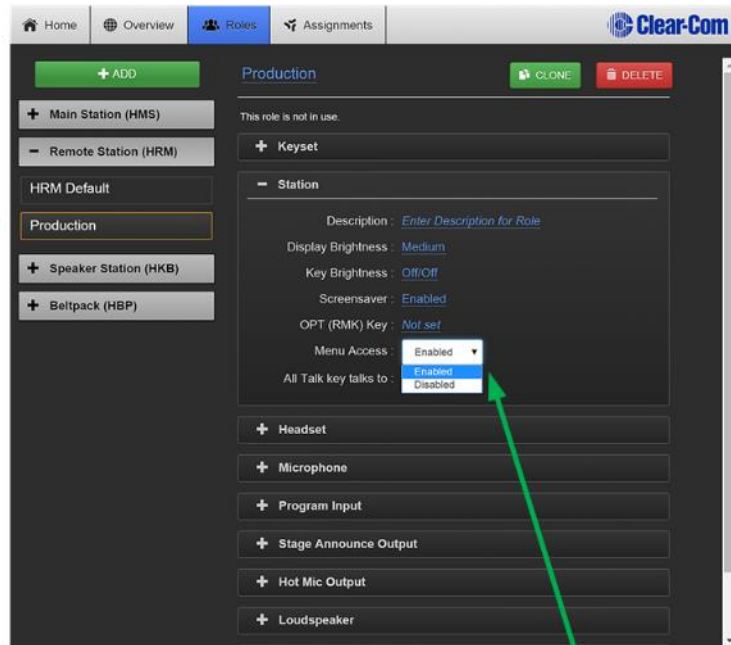 Home Overview Roles Assignments Clear-Com
+ ADD
Production
CLONE
DELETE
+ Main Station (HMS)
This role is not in use.
− Remote Station (HRM)
+ Keyset
HRM Default
− Station
Production
Description : Enter Description for Role
Display Brightness : Medium
+ Speaker Station (HKB)
Key Brightness : Off/Off
Screensaver : Enabled
+ Beltpack (HBP)
OPT (RMK) Key : Not set
Menu Access : Enabled
Enabled
Disabled
All Talk key talks to :
+ Headset
+ Microphone
+ Program Input
+ Stage Announce Output
+ Hot Mic Output
+ Loudspeaker